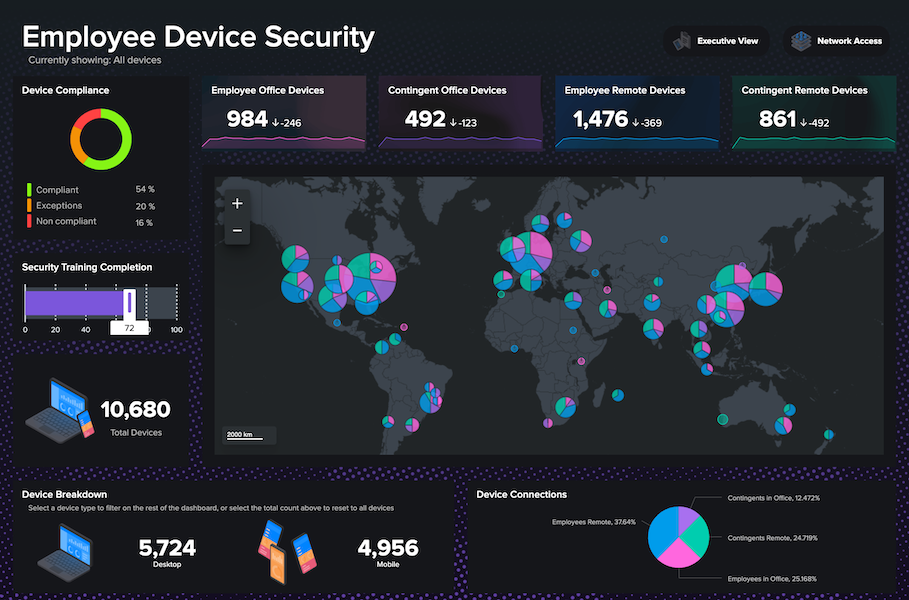 Employee Device Security
Currently showing: All devices
Executive View
Network Access
Device Compliance
Compliant 54 %
Exceptions 20 %
Non compliant 16 %
Employee Office Devices
984 ↓-246
Contingent Office Devices
492 ↓-123
Employee Remote Devices
1,476 ↓-369
Contingent Remote Devices
861 ↓-492
Security Training Completion
0 20 40 80 100
72
10,680
Total Devices
+
−
2000 km
Device Breakdown
Select a device type to filter on the rest of the dashboard, or select the total count above to reset to all devices
5,724
Desktop
4,956
Mobile
Device Connections
Contingents in Office, 12.472%
Employees Remote, 37.64%
Contingents Remote, 24.719%
Employees in Office, 25.168%